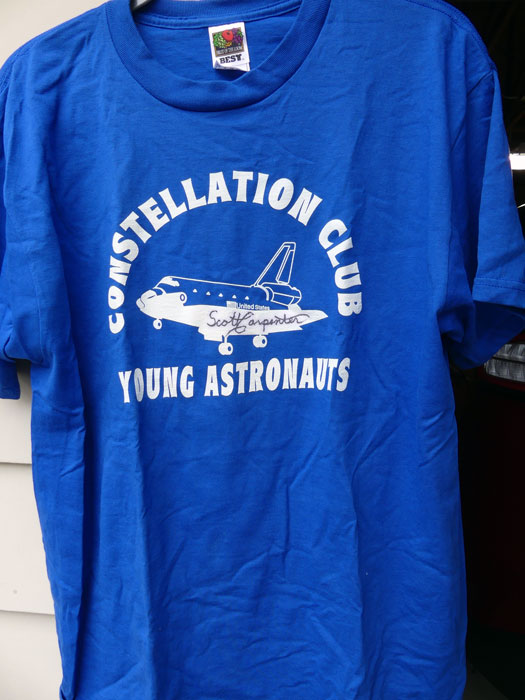 BEST
CONSTELLATION CLUB
United States
Scott Carpenter
YOUNG ASTRONAUTS